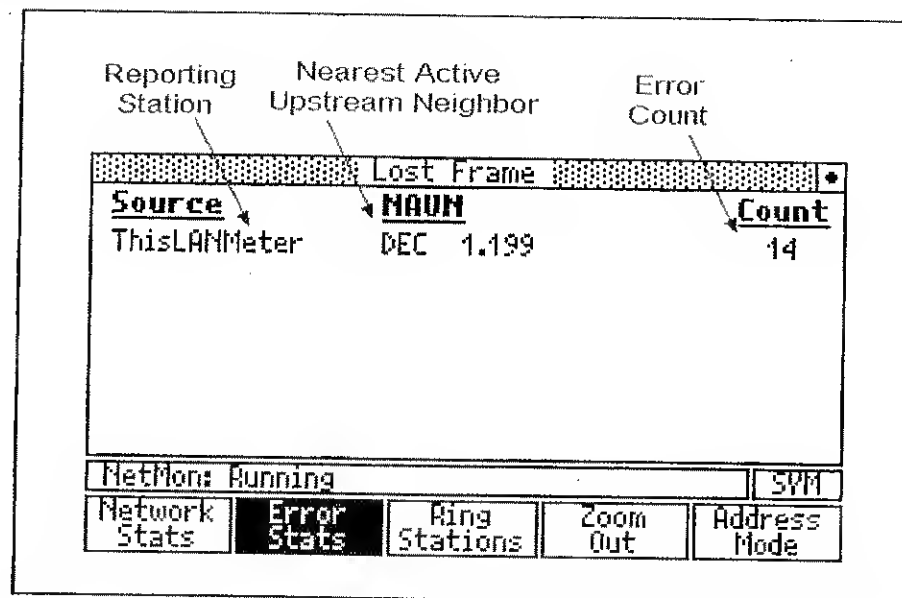 Reporting Station
Nearest Active Upstream Neighbor
Error Count
Lost Frame
Source NAUN Count
ThisLANMeter DEC 1.199 14
NetMon: Running SYM
Network Stats
Error Stats
Ring Stations
Zoom Out
Address Mode